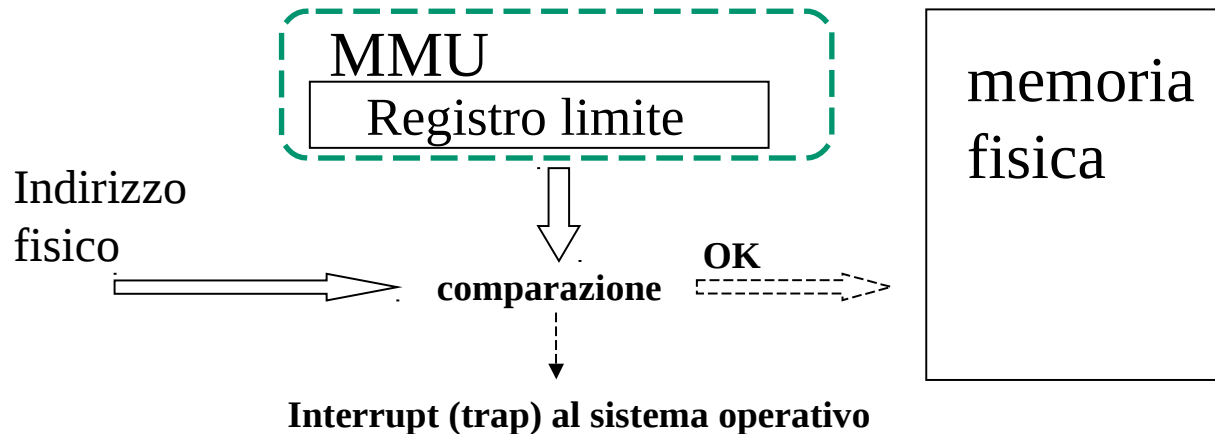 MMU
Registro limite
memoria
fisica
Indirizzo
fisico
OK
comparazione
Interrupt (trap) al sistema operativo